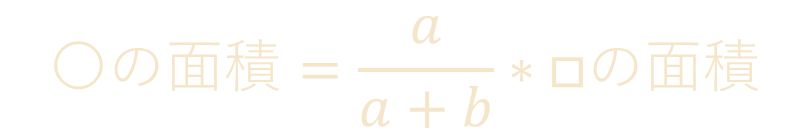 ○の面積 = a/(a + b) * □の面積